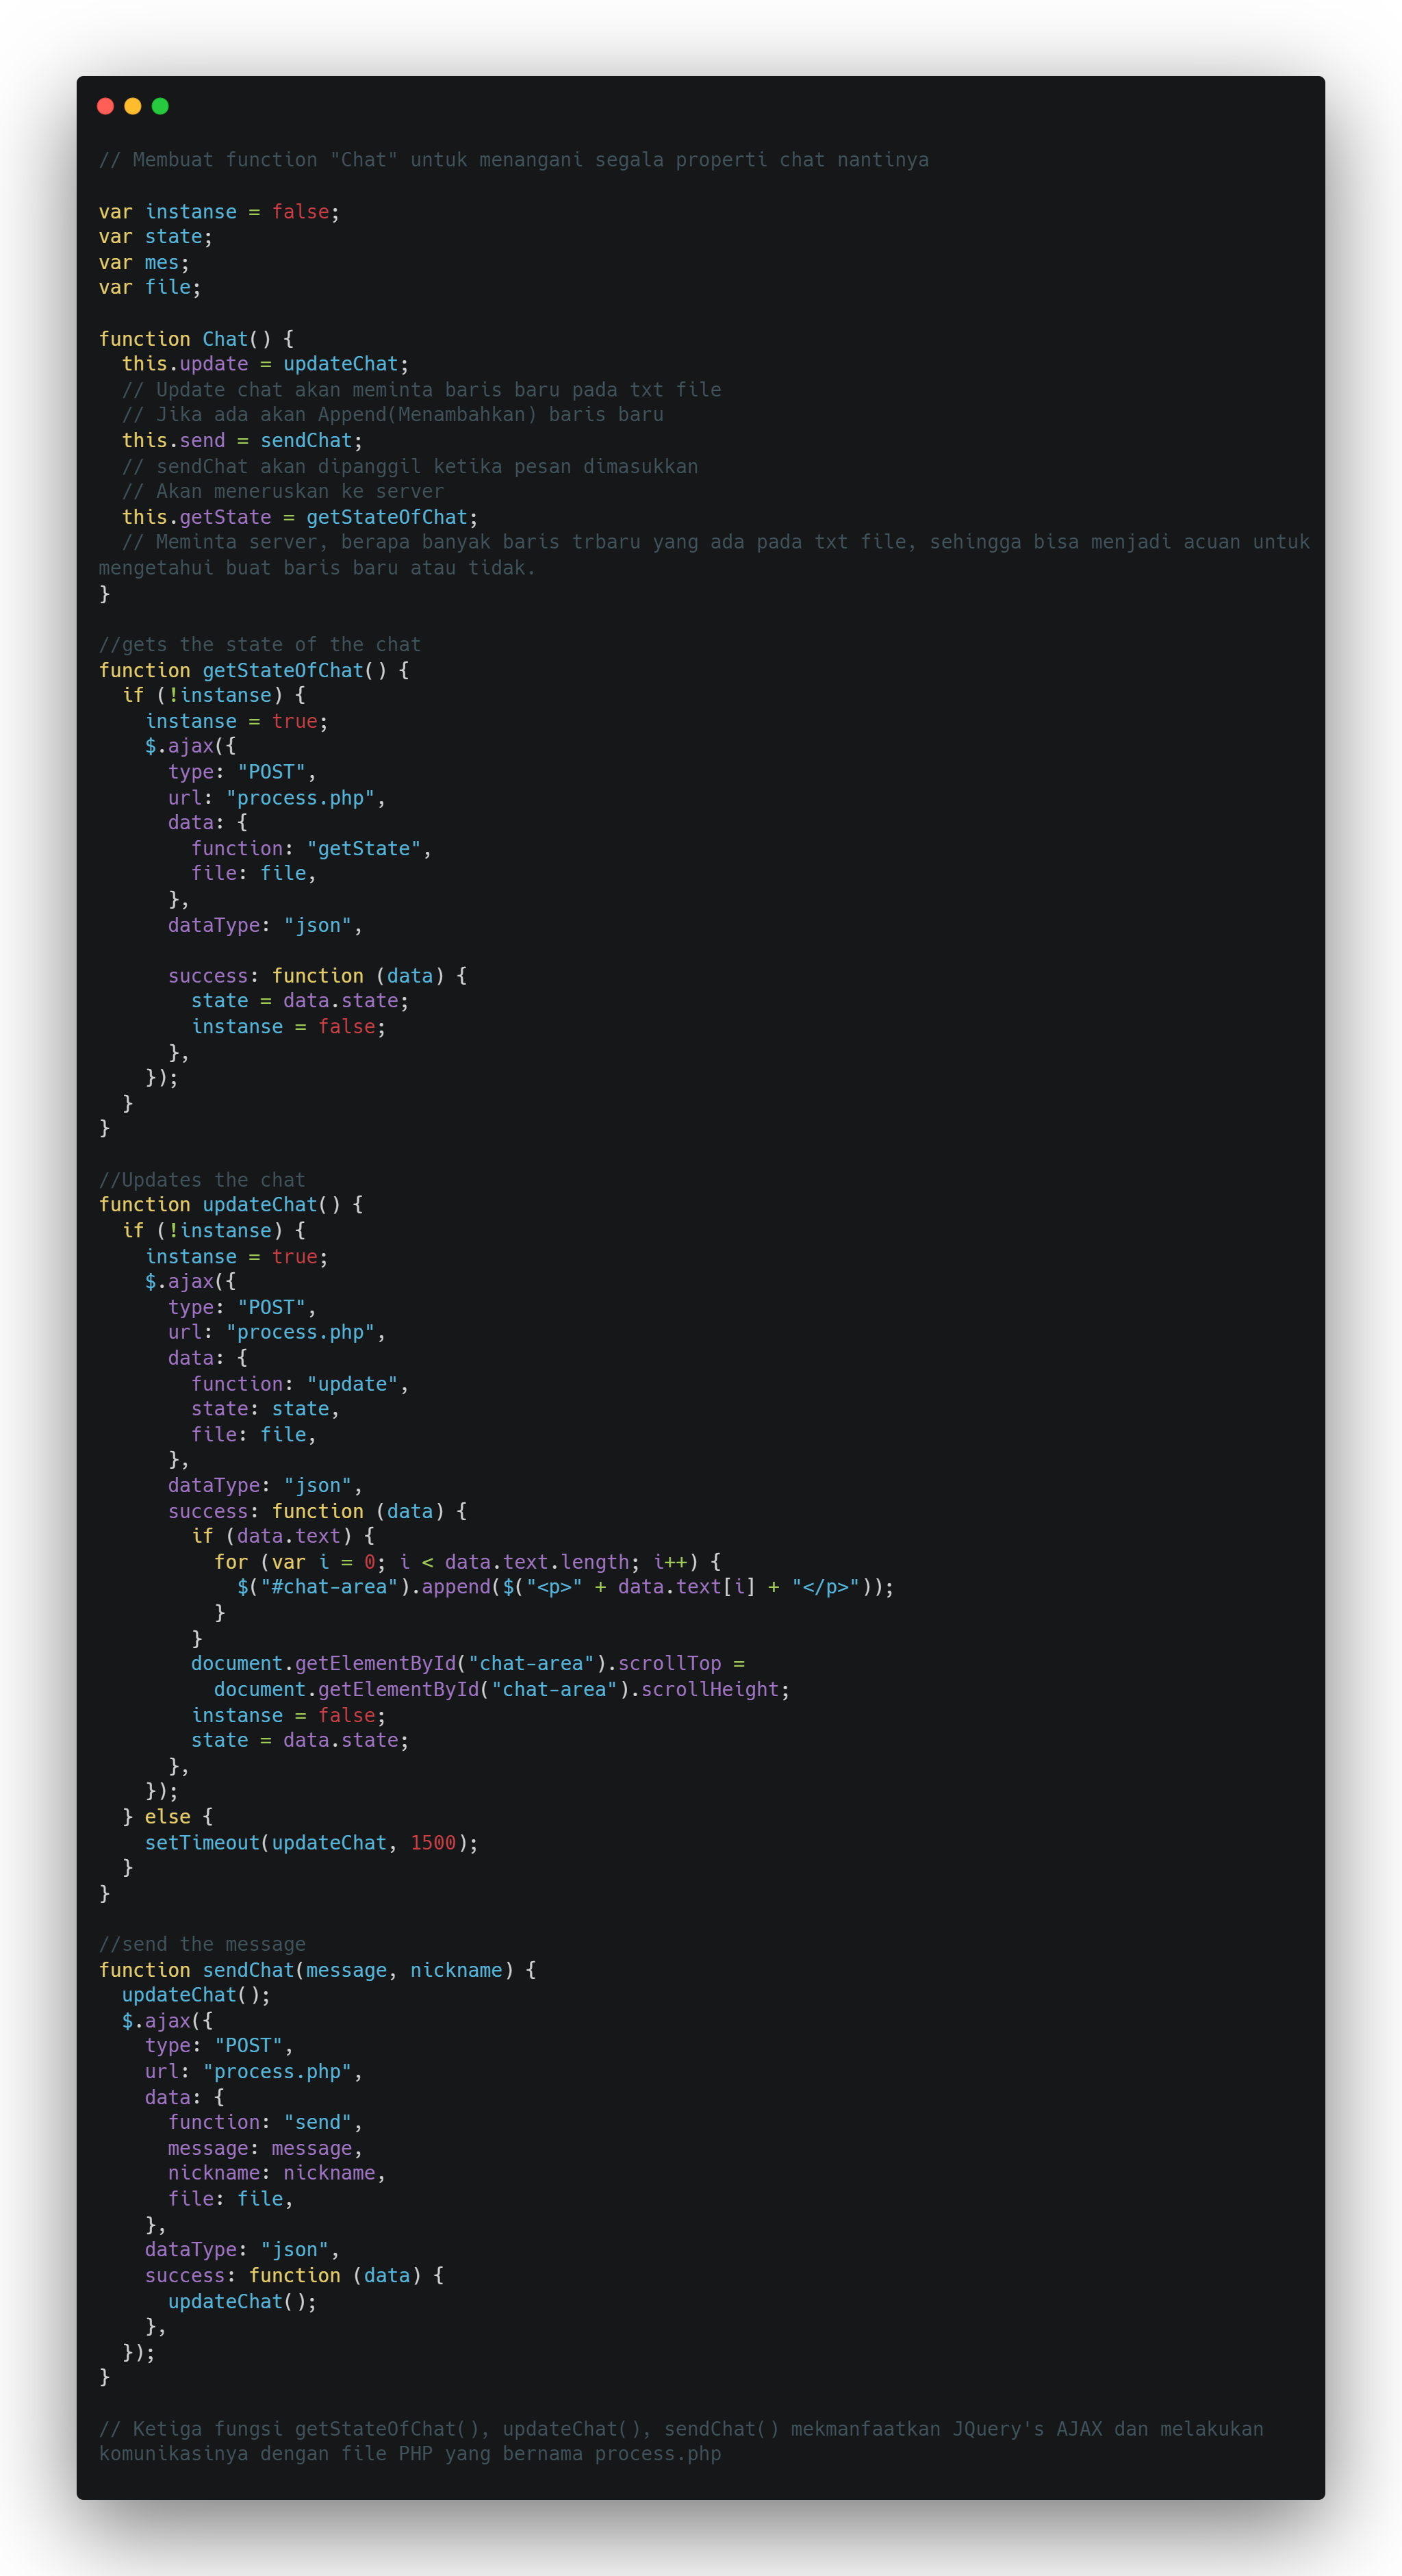 // Membuat function "Chat" untuk menangani segala properti chat nantinya
var instanse = false;
var state;
var mes;
var file;
function Chat() {
  this.update = updateChat;
  // Update chat akan meminta baris baru pada txt file
  // Jika ada akan Append(Menambahkan) baris baru
  this.send = sendChat;
  // sendChat akan dipanggil ketika pesan dimasukkan
  // Akan meneruskan ke server
  this.getState = getStateOfChat;
  // Meminta server, berapa banyak baris trbaru yang ada pada txt file, sehingga bisa menjadi acuan untuk
mengetahui buat baris baru atau tidak.
}
//gets the state of the chat
function getStateOfChat() {
  if (!instanse) {
    instanse = true;
    $.ajax({
      type: "POST",
      url: "process.php",
      data: {
        function: "getState",
        file: file,
      },
      dataType: "json",
      success: function (data) {
        state = data.state;
        instanse = false;
      },
    });
  }
}
//Updates the chat
function updateChat() {
  if (!instanse) {
    instanse = true;
    $.ajax({
      type: "POST",
      url: "process.php",
      data: {
        function: "update",
        state: state,
        file: file,
      },
      dataType: "json",
      success: function (data) {
        if (data.text) {
          for (var i = 0; i < data.text.length; i++) {
            $("#chat-area").append($("<p>" + data.text[i] + "</p>"));
          }
        }
        document.getElementById("chat-area").scrollTop =
          document.getElementById("chat-area").scrollHeight;
        instanse = false;
        state = data.state;
      },
    });
  } else {
    setTimeout(updateChat, 1500);
  }
}
//send the message
function sendChat(message, nickname) {
  updateChat();
  $.ajax({
    type: "POST",
    url: "process.php",
    data: {
      function: "send",
      message: message,
      nickname: nickname,
      file: file,
    },
    dataType: "json",
    success: function (data) {
      updateChat();
    },
  });
}
// Ketiga fungsi getStateOfChat(), updateChat(), sendChat() mekmanfaatkan JQuery's AJAX dan melakukan
komunikasinya dengan file PHP yang bernama process.php